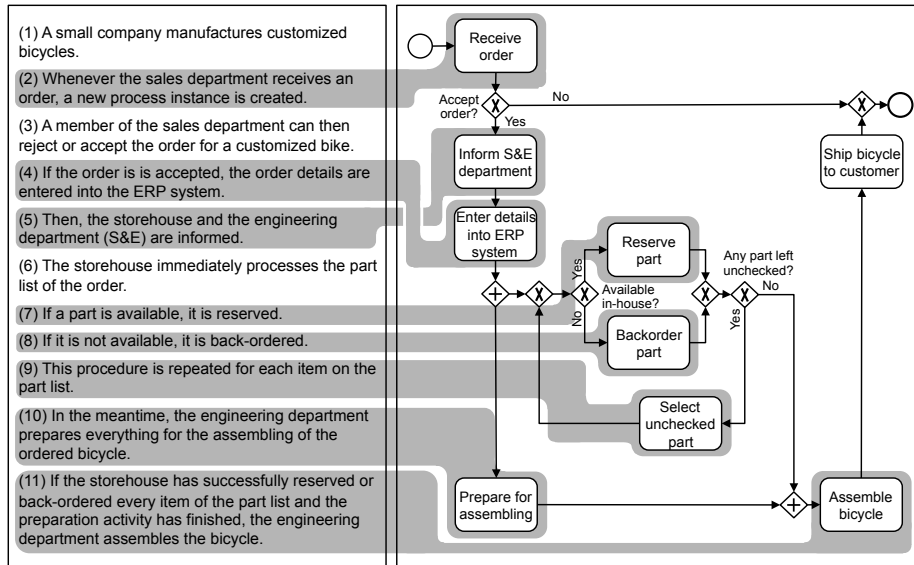 (1) A small company manufactures customized
bicycles.
(2) Whenever the sales department receives an
order, a new process instance is created.
(3) A member of the sales department can then
reject or accept the order for a customized bike.
(4) If the order is is accepted, the order details are
entered into the ERP system.
(5) Then, the storehouse and the engineering
department (S&E) are informed.
(6) The storehouse immediately processes the part
list of the order.
(7) If a part is available, it is reserved.
(8) If it is not available, it is back-ordered.
(9) This procedure is repeated for each item on the
part list.
(10) In the meantime, the engineering department
prepares everything for the assembling of the
ordered bicycle.
(11) If the storehouse has successfully reserved or
back-ordered every item of the part list and the
preparation activity has finished, the engineering
department assembles the bicycle.
Receive
order
Accept
order?
No
Yes
Inform S&E
department
Ship bicycle
to customer
Enter details
into ERP
system
Reserve
part
Any part left
unchecked?
Yes
No
Available
in-house?
No
Yes
Backorder
part
Select
unchecked
part
Prepare for
assembling
Assemble
bicycle